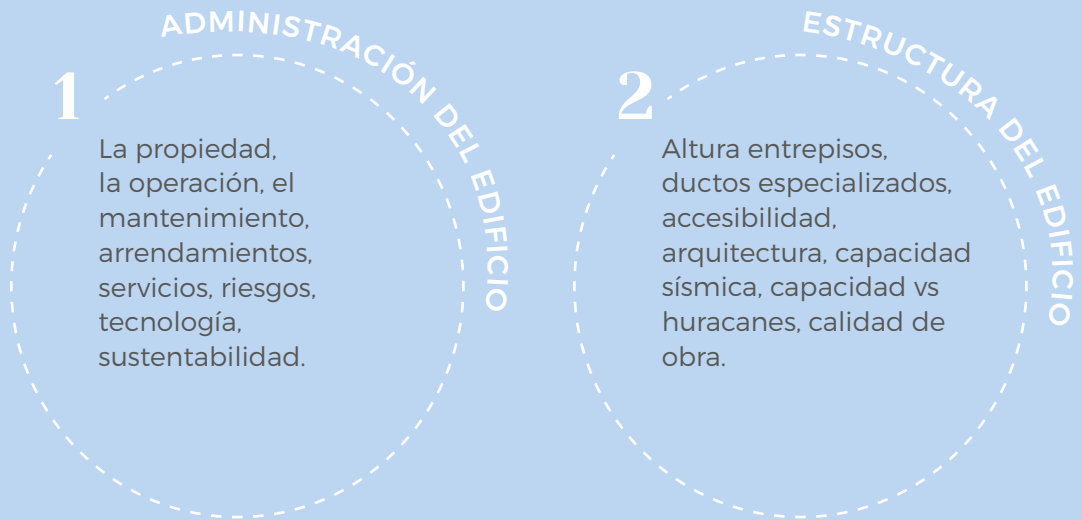 ADMINISTRACIÓN DEL EDIFICIO
1
La propiedad,
la operación, el
mantenimiento,
arrendamientos,
servicios, riesgos,
tecnología,
sustentabilidad.
ESTRUCTURA DEL EDIFICIO
2
Altura entrepisos,
ductos especializados,
accesibilidad,
arquitectura, capacidad
sísmica, capacidad vs
huracanes, calidad de
obra.